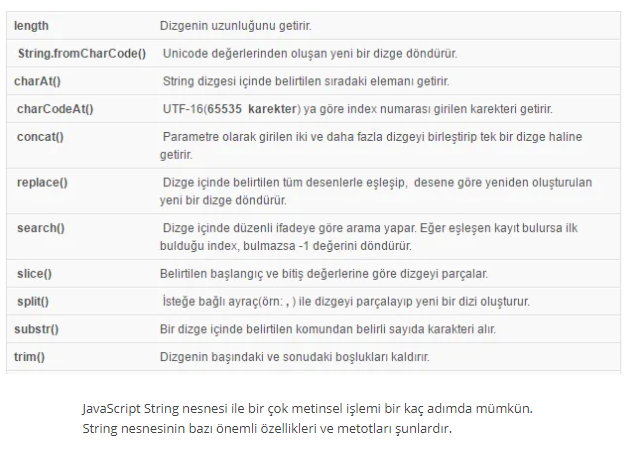 length Dizgenin uzunluğunu getirir.
String.fromCharCode() Unicode değerlerinden oluşan yeni bir dizge döndürür.
charAt() String dizgesi içinde belirtilen sıradaki elemanı getirir.
charCodeAt() UTF-16(65535 karekter) ya göre index numarası girilen karekteri getirir.
concat() Parametre olarak girilen iki ve daha fazla dizgeyi birleştirip tek bir dizge haline
getirir.
replace() Dizge içinde belirtilen tüm desenlerle eşleşip, desene göre yeniden oluşturulan
yeni bir dizge döndürür.
search() Dizge içinde düzenli ifadeye göre arama yapar. Eğer eşleşen kayıt bulursa ilk
bulduğu index, bulmazsa -1 değerini döndürür.
slice() Belirtilen başlangıç ve bitiş değerlerine göre dizgeyi parçalar.
split() İsteğe bağlı ayraç(örn: , ) ile dizgeyi parçalayıp yeni bir dizi oluşturur.
substr() Bir dizge içinde belirtilen komundan belirli sayıda karakteri alır.
trim() Dizgenin başındaki ve sonudaki boşlukları kaldırır.
JavaScript String nesnesi ile bir çok metinsel işlemi bir kaç adımda mümkün.
String nesnesinin bazı önemli özellikleri ve metotları şunlardır.